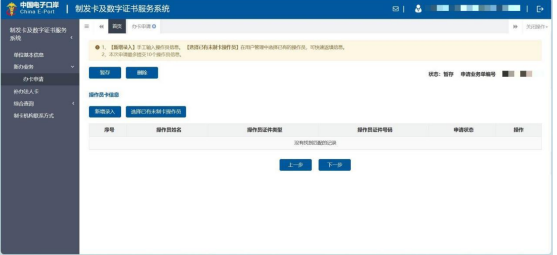 中国电子口岸
China E-Port
制发卡及数字证书服务系统
制发卡及数字证书服务
系统
首页
办卡申请
关闭操作
单位基本信息
新办业务
办卡申请
补办法人卡
综合查询
制卡机构联系方式
1、【新增录入】手工输入操作员信息。【选择已有未制卡操作员】在用户管理中选择已有的操作员,可快速选填信息。
2、本次申请最多提交10个操作员信息。
暂存
删除
状态: 暂存 申请业务单编号
操作员卡信息
新增录入
选择已有未制卡操作员
序号 操作员姓名 操作员证件类型 操作员证件号码 申请状态 操作
没有找到匹配的记录
上一步
下一步